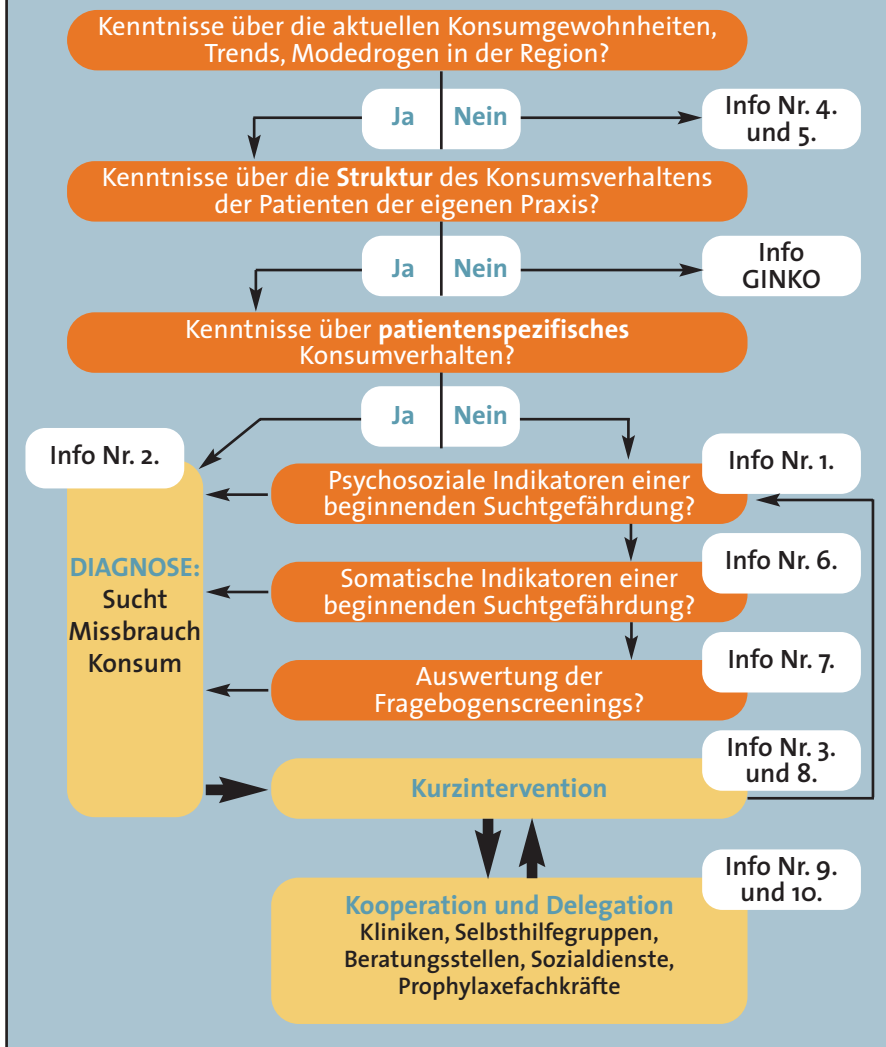 Kenntnisse über die aktuellen Konsumgewohnheiten,
Trends, Modedrogen in der Region?
Ja
Nein
Info Nr. 4.
und 5.
Kenntnisse über die Struktur des Konsumsverhaltens
der Patienten der eigenen Praxis?
Ja
Nein
Info
GINKO
Kenntnisse über patientenspezifisches
Konsumverhalten?
Ja
Nein
Info Nr. 2.
DIAGNOSE:
Sucht
Missbrauch
Konsum
Info Nr. 1.
Psychosoziale Indikatoren einer
beginnenden Suchtgefährdung?
Info Nr. 6.
Somatische Indikatoren einer
beginnenden Suchtgefährdung?
Info Nr. 7.
Auswertung der
Fragebogenscreenings?
Info Nr. 3.
und 8.
Kurzintervention
Info Nr. 9.
und 10.
Kooperation und Delegation
Kliniken, Selbsthilfegruppen,
Beratungsstellen, Sozialdienste,
Prophylaxefachkräfte